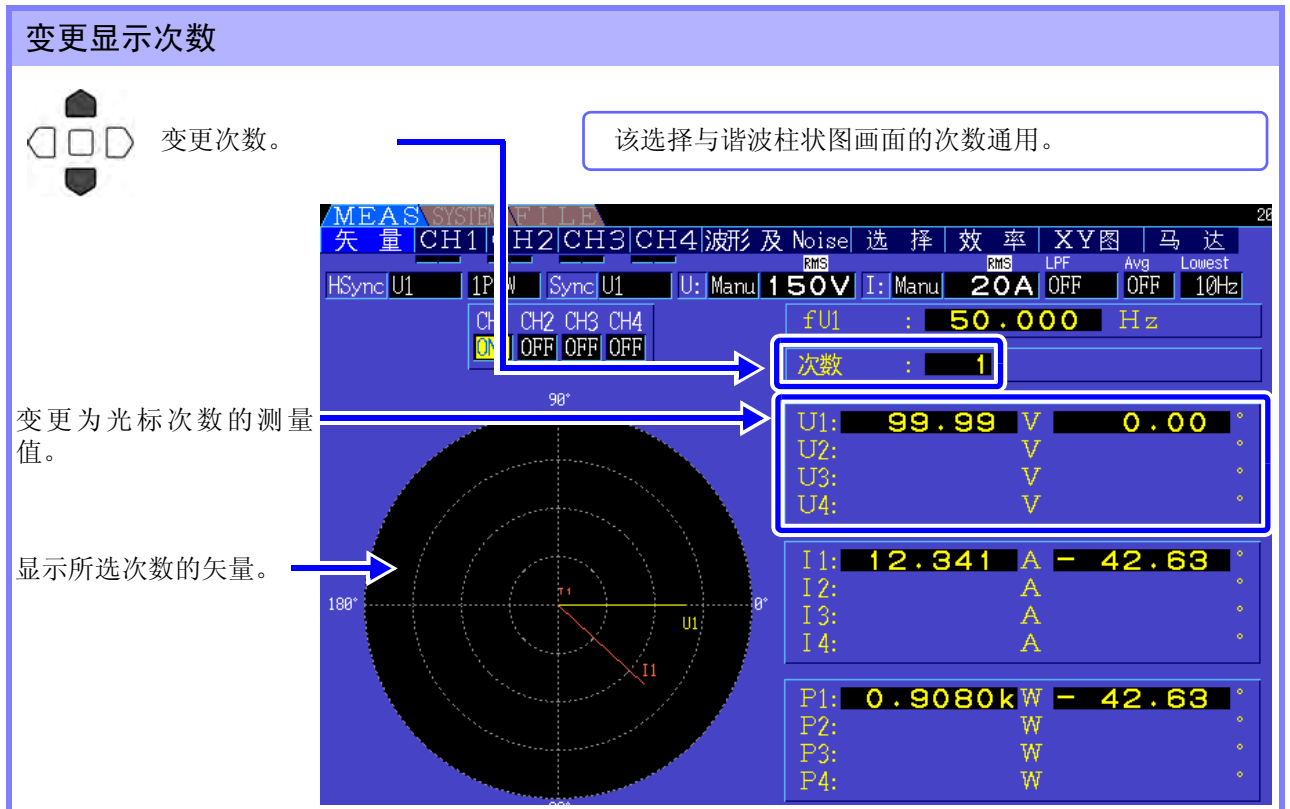 变更显示次数
变更次数。
该选择与谐波柱状图画面的次数通用。
MEAS SYSTEM FILE 20
矢 量 CH1 CH2 CH3 CH4 波形 及 Noise 选 择 效 率 XY图 马 达
RMS RMS LPF Avg Lowest
HSync U1 Sync U1 U: Manu 150V I: Manu 20A OFF OFF 10Hz
CH2 CH3 CH4
OFF OFF OFF
fU1 : 50.000 Hz
次数 : 1
变更为光标次数的测量
值。
显示所选次数的矢量。
90°
180°
0°
U1
I1
U1: 99.99 V 0.00 °
U2: V °
U3: V °
U4: V °
I1: 12.341 A - 42.63 °
I2: A °
I3: A °
I4: A °
P1: 0.9080k W - 42.63 °
P2: W °
P3: W °
P4: W °